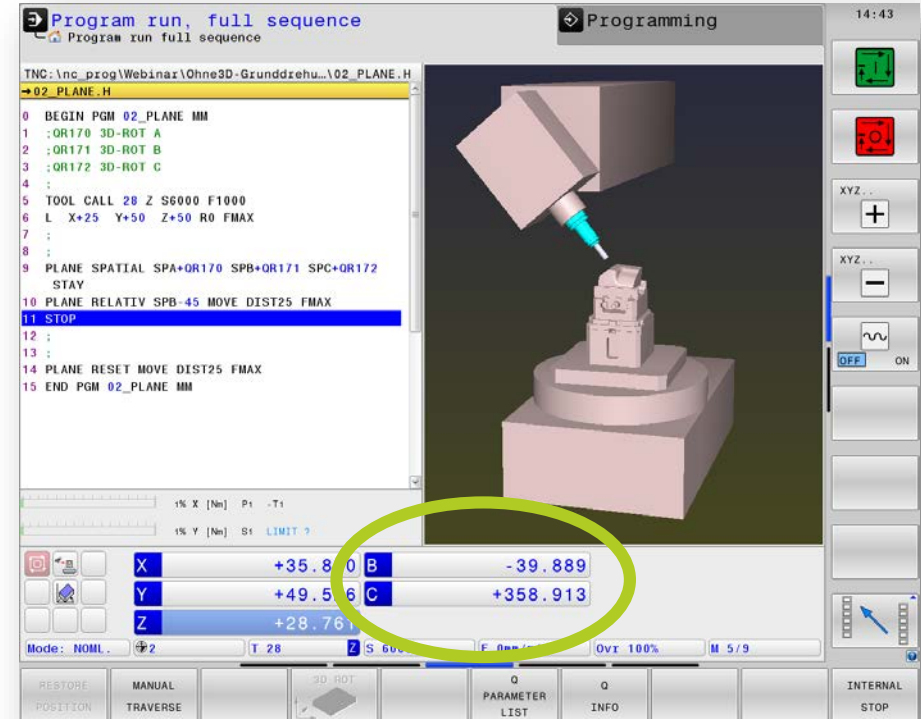 Program run, full sequence
Program run full sequence
Programming
14:43
TNC:\nc_prog\Webinar\Ohne3D-Grunddrehu…\02_PLANE.H
→02_PLANE.H
0 BEGIN PGM 02_PLANE MM
1 ;QR170 3D-ROT A
2 ;QR171 3D-ROT B
3 ;QR172 3D-ROT C
4 ;
5 TOOL CALL 28 Z S6000 F1000
6 L X+25 Y+50 Z+50 R0 FMAX
7 ;
8 ;
9 PLANE SPATIAL SPA+QR170 SPB+QR171 SPC+QR172
STAY
10 PLANE RELATIV SPB-45 MOVE DIST25 FMAX
11 STOP
12 ;
13 ;
14 PLANE RESET MOVE DIST25 FMAX
15 END PGM 02_PLANE MM
XYZ..
+
XYZ..
−
OFF ON
1% X [Nm] P1 -T1
1% Y [Nm] S1 LIMIT ?
X B -39.889
Y C +358.913
Z +28.761
Mode: NOML. 2 T 28 Z S Ovr 100% M 5/9
RESTORE POSITION
MANUAL TRAVERSE
3D ROT
Q PARAMETER LIST
Q INFO
INTERNAL STOP